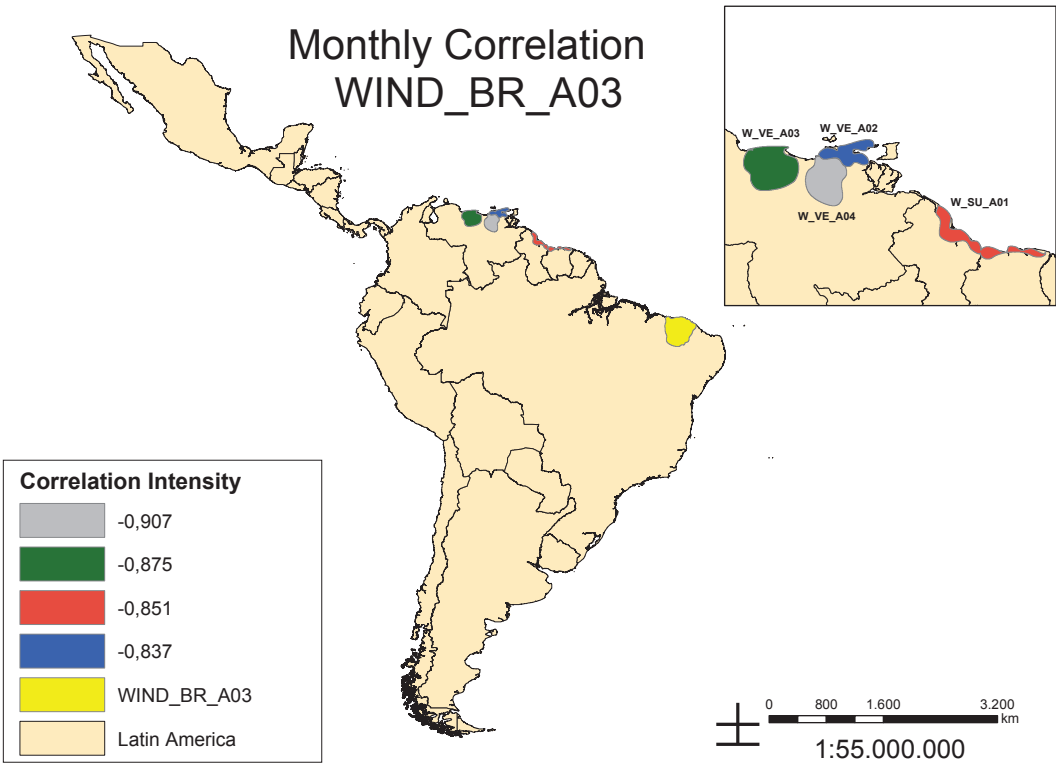 Monthly Correlation
WIND_BR_A03
W_VE_A03
W_VE_A02
W_VE_A04
W_SU_A01
Correlation Intensity
-0,907
-0,875
-0,851
-0,837
WIND_BR_A03
Latin America
0 800 1.600 3.200
km
1:55.000.000